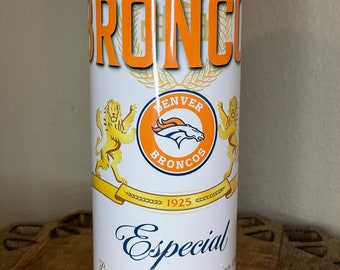 BRONCO
DENVER
BRONCOS
1925
Especial